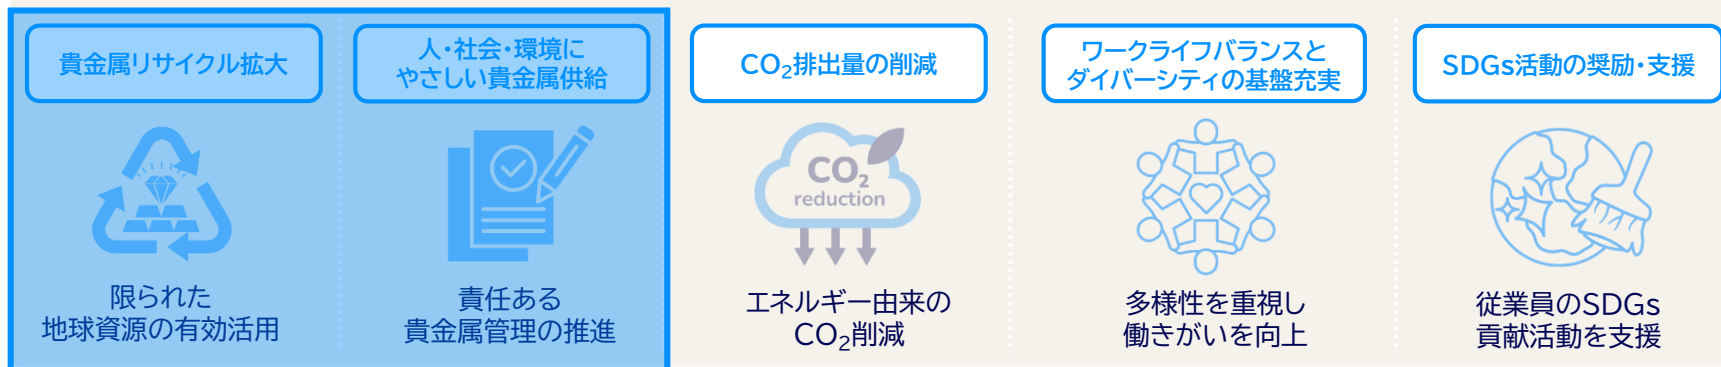 貴金属リサイクル拡大
限られた
地球資源の有効活用
人・社会・環境に
やさしい貴金属供給
責任ある
貴金属管理の推進
CO₂排出量の削減
CO₂
reduction
エネルギー由来の
CO₂削減
ワークライフバランスと
ダイバーシティの基盤充実
多様性を重視し
働きがいを向上
SDGs活動の奨励・支援
従業員のSDGs
貢献活動を支援